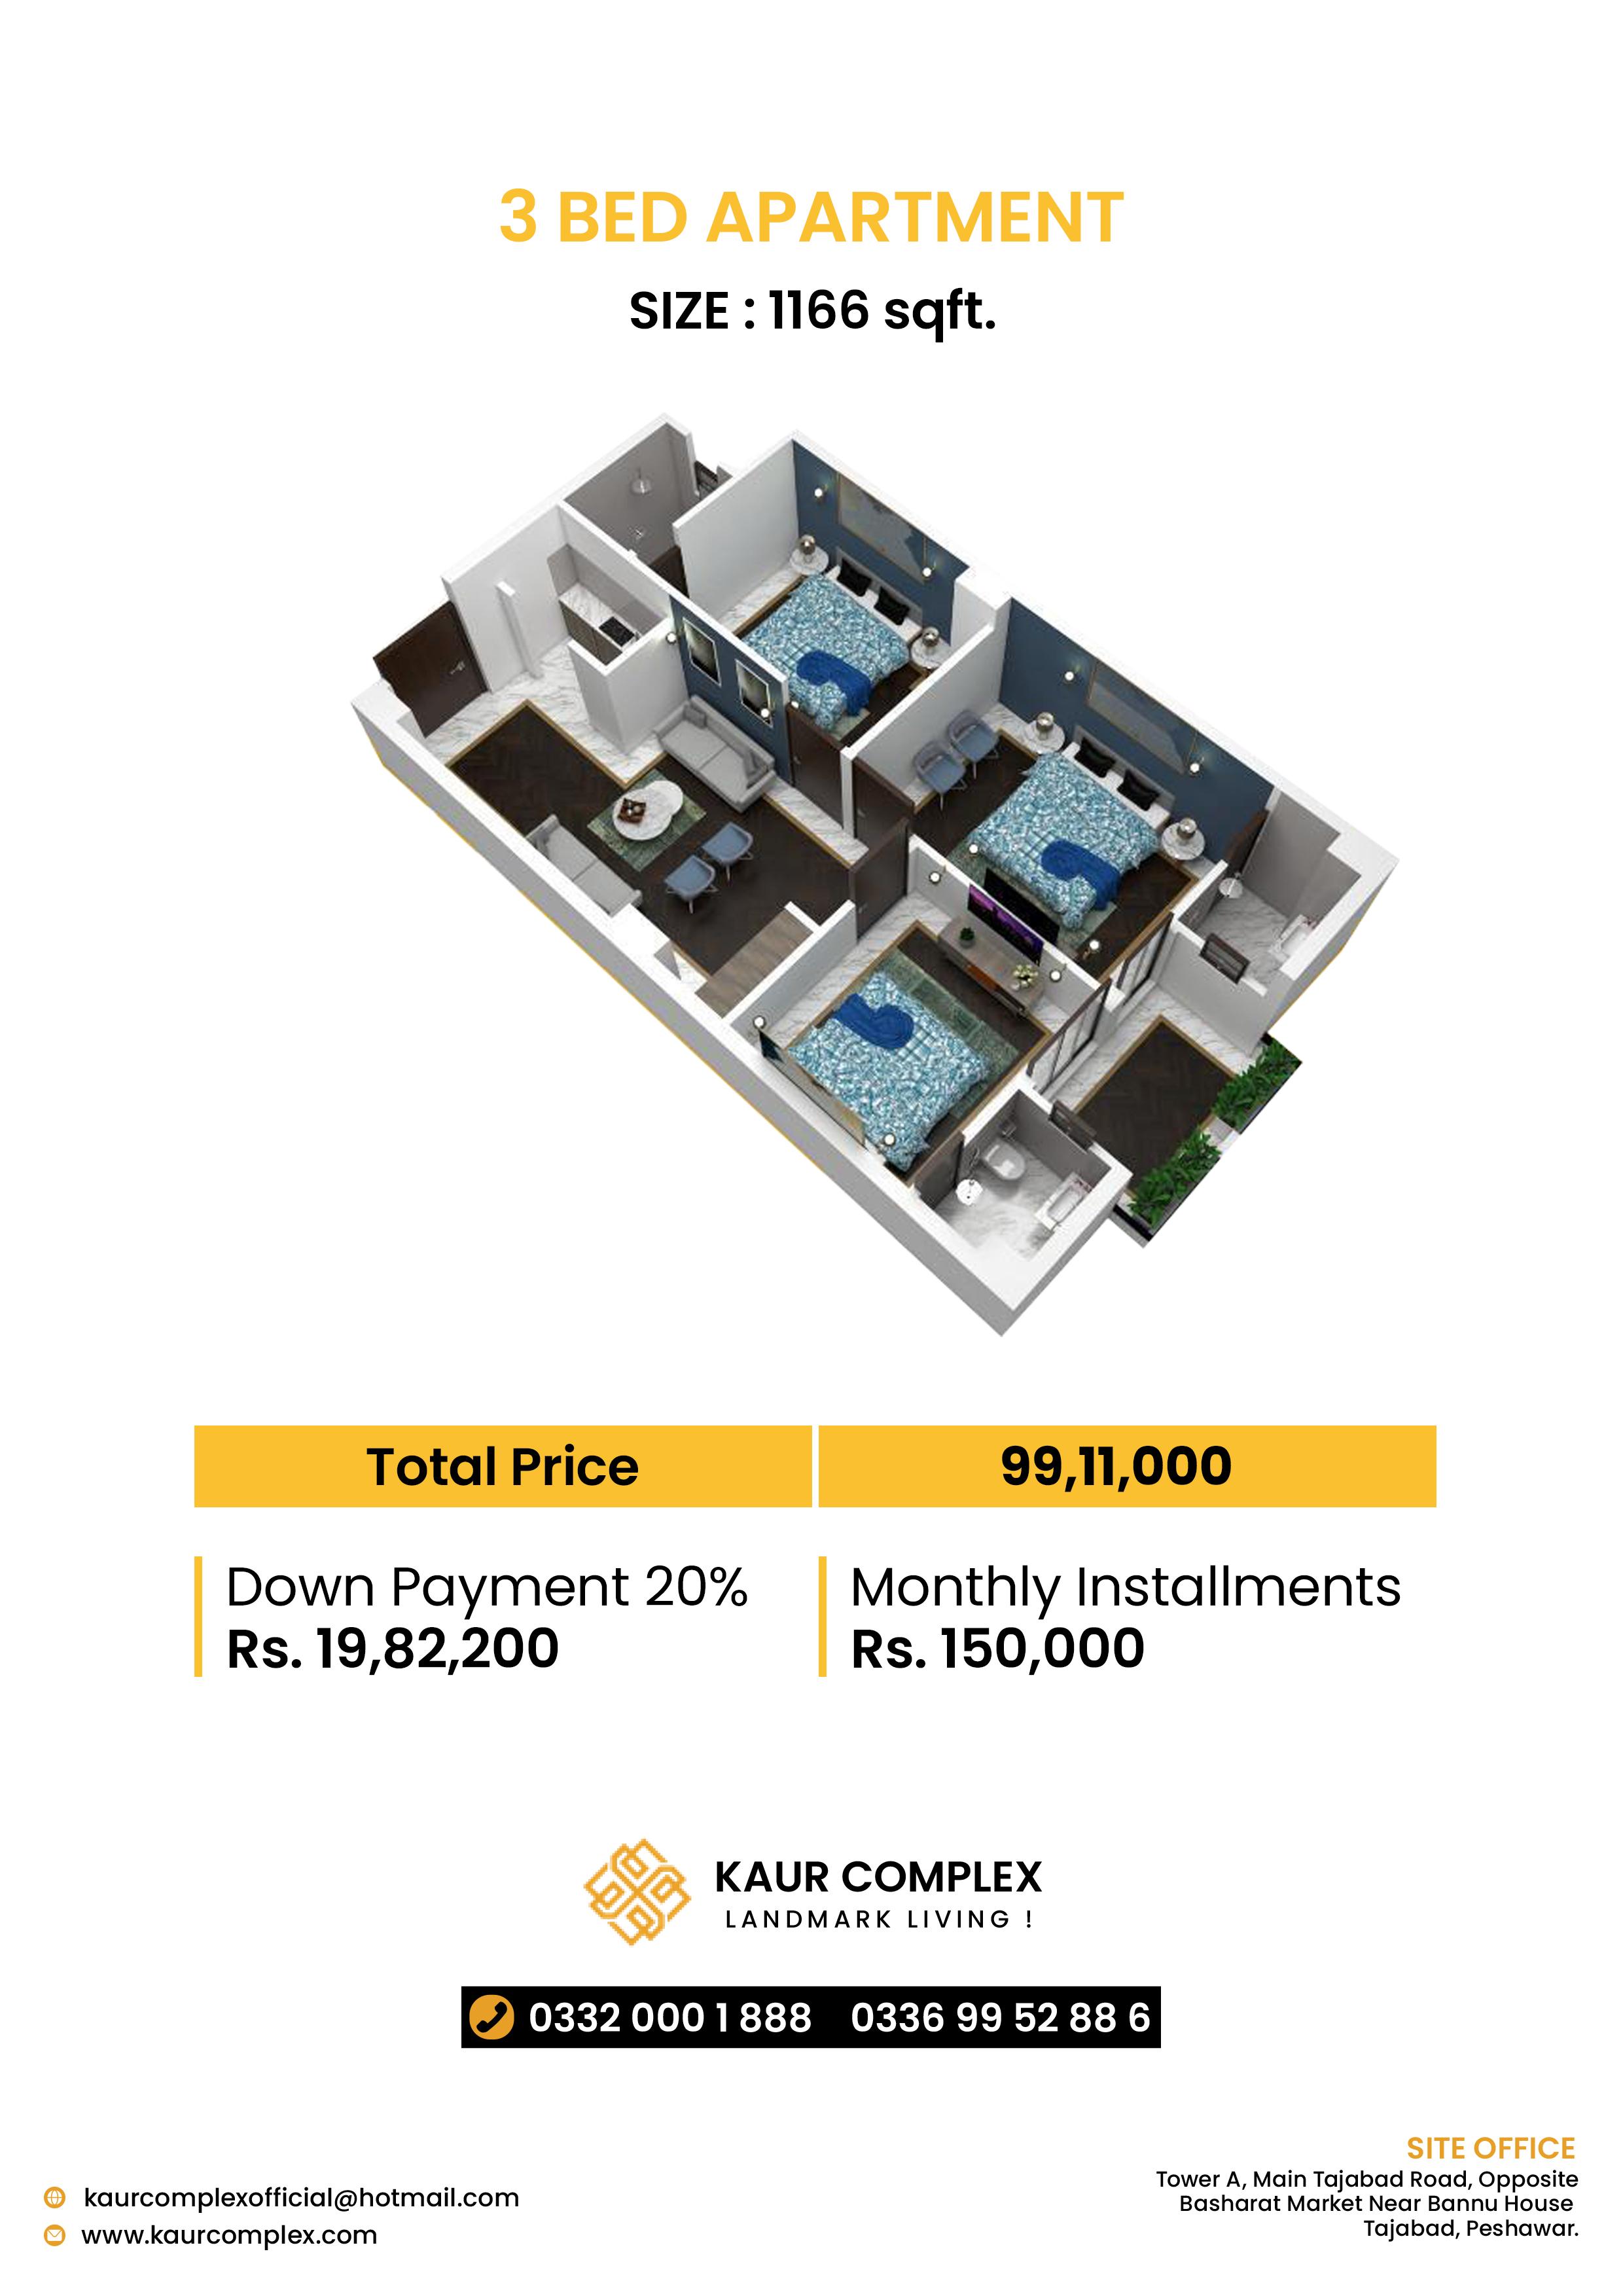 3 BED APARTMENT
SIZE : 1166 sqft.
Total Price
99,11,000
Down Payment 20%
Rs. 19,82,200
Monthly Installments
Rs. 150,000
KAUR COMPLEX
LANDMARK LIVING !
0332 000 1 888 0336 99 52 88 6
kaurcomplexofficial@hotmail.com
www.kaurcomplex.com
SITE OFFICE
Tower A, Main Tajabad Road, Opposite
Basharat Market Near Bannu House
Tajabad, Peshawar.